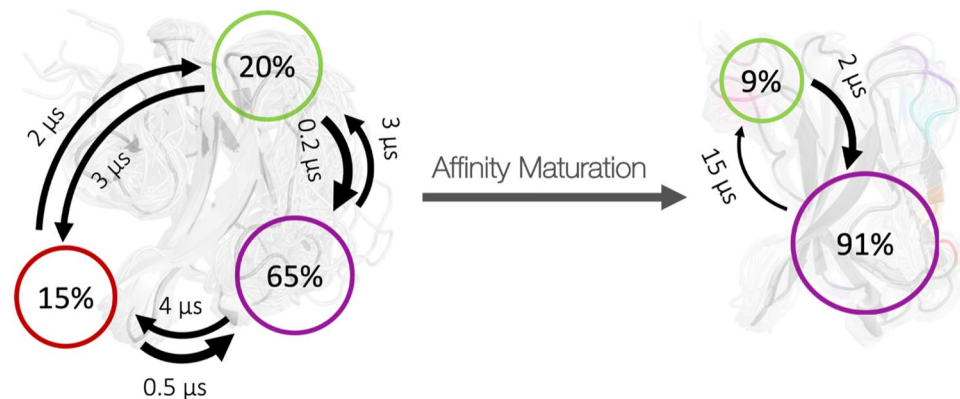 20%
2 µs
3 µs
0.2 µs
3 µs
15%
65%
4 µs
0.5 µs
Affinity Maturation
9%
2 µs
15 µs
91%